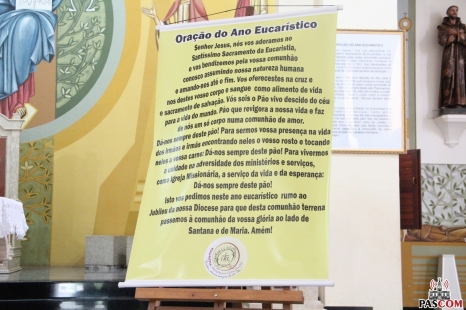 Oração do Ano Eucarístico
Senhor Jesus, nós vos adoramos no
Santíssimo Sacramento da Eucaristia,
e vos bendizemos pela vossa comunhão
conosco assumindo nossa natureza humana
e amando-nos até o fim. Vos oferecestes na cruz e
nos destes vosso corpo e sangue como alimento de vida
e sacramento de salvação. Vós sois o Pão vivo descido do céu
para a vida do mundo. Pão que revigora a nossa vida e faz
de nós um só corpo numa comunhão de amor.
Dá-nos sempre deste pão! Para sermos vossa presença na vida
dos irmãos e irmãs encontrando neles o vosso rosto e tocando
neles a vossa carne: Dá-nos sempre deste pão! Para vivermos
a unidade na adversidade dos ministérios e serviços,
como Igreja Missionária, a serviço da vida e da esperança:
Dá-nos sempre deste pão!
Isto vos pedimos neste ano eucarístico rumo ao
Jubileu da nossa Diocese para que desta comunhão terrena
passemos à comunhão da vossa glória ao lado de
Santana e de Maria. Amém!
PASCOM